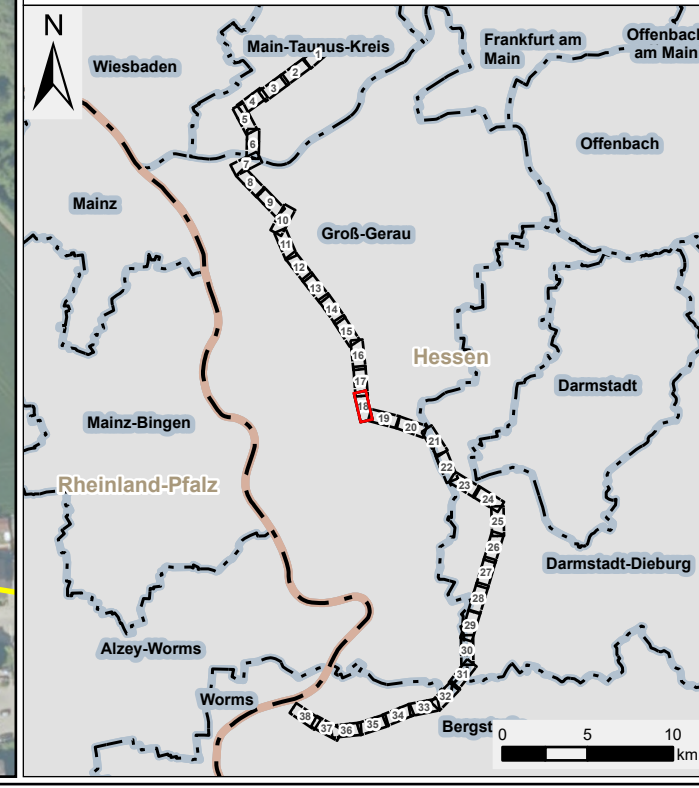 N
Wiesbaden
Main-Taunus-Kreis
Frankfurt am
Main
Offenbach
am Main
Offenbach
Mainz
Groß-Gerau
Hessen
Darmstadt
Mainz-Bingen
Rheinland-Pfalz
Darmstadt-Dieburg
Alzey-Worms
Worms
Bergst
1
2
3
4
5
6
7
8
9
10
11
12
13
14
15
16
17
18
19
20
21
22
23
24
25
26
27
28
29
30
31
32
33
34
35
36
37
38
0 5 10
km